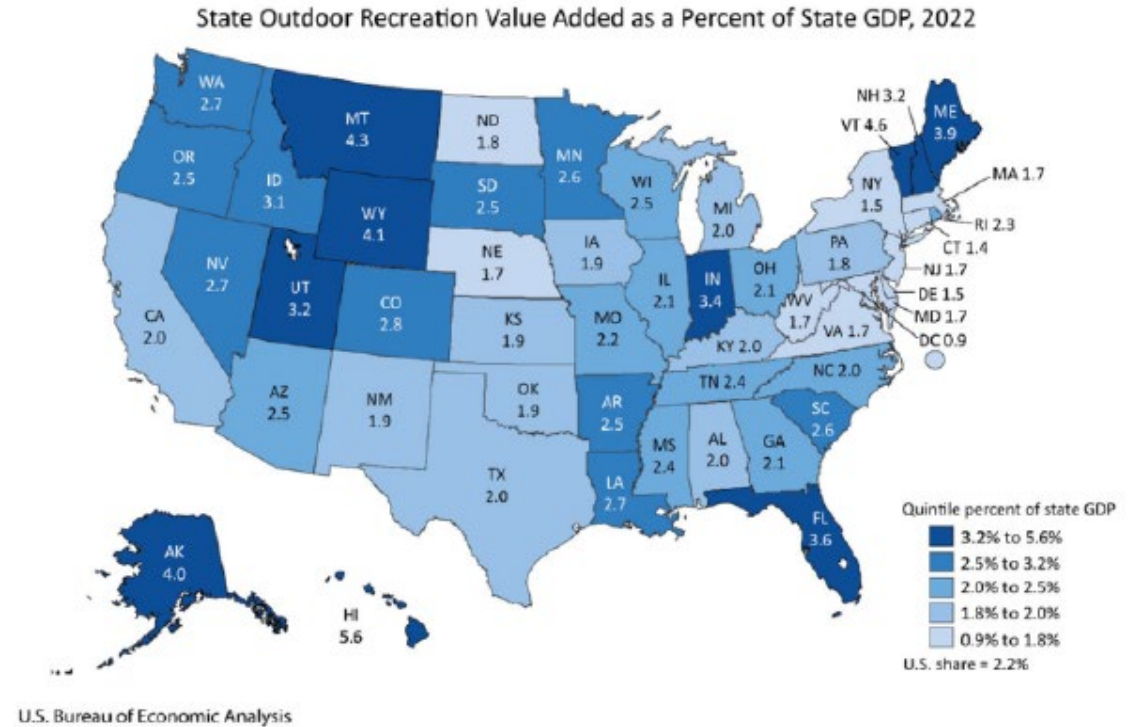 State Outdoor Recreation Value Added as a Percent of State GDP, 2022
WA
2.7
MT
4.3
ND
1.8
MN
2.6
NH 3.2
VT 4.6
ME
3.9
OR
2.5
ID
3.1
SD
2.5
WI
2.5
MI
2.0
NY
1.5
MA 1.7
RI 2.3
CT 1.4
WY
4.1
NE
1.7
IA
1.9
PA
1.8
NJ 1.7
DE 1.5
MD 1.7
DC 0.9
NV
2.7
UT
3.2
CO
2.8
IL
2.1
IN
3.4
OH
2.1
WV
1.7
VA 1.7
CA
2.0
KS
1.9
MO
2.2
KY 2.0
AZ
2.5
NM
1.9
OK
1.9
AR
2.5
TN 2.4
NC 2.0
SC
2.6
MS
2.4
AL
2.0
GA
2.1
TX
2.0
LA
2.7
FL
3.6
AK
4.0
HI
5.6
Quintile percent of state GDP
3.2% to 5.6%
2.5% to 3.2%
2.0% to 2.5%
1.8% to 2.0%
0.9% to 1.8%
U.S. share = 2.2%
U.S. Bureau of Economic Analysis